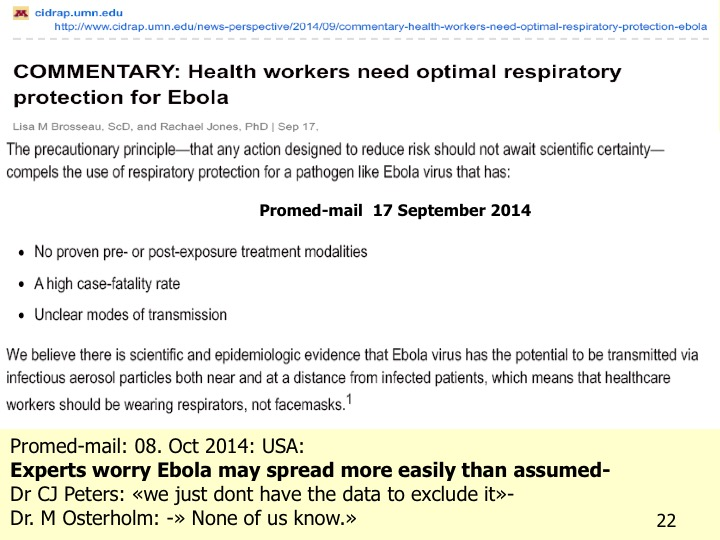 cidrap.umn.edu
http://www.cidrap.umn.edu/news-perspective/2014/09/commentary-health-workers-need-optimal-respiratory-protection-ebola
COMMENTARY: Health workers need optimal respiratory
protection for Ebola
Lisa M Brosseau, ScD, and Rachael Jones, PhD | Sep 17,
The precautionary principle—that any action designed to reduce risk should not await scientific certainty—
compels the use of respiratory protection for a pathogen like Ebola virus that has:
Promed-mail 17 September 2014
• No proven pre- or post-exposure treatment modalities
• A high case-fatality rate
• Unclear modes of transmission
We believe there is scientific and epidemiologic evidence that Ebola virus has the potential to be transmitted via
infectious aerosol particles both near and at a distance from infected patients, which means that healthcare
workers should be wearing respirators, not facemasks.1
Promed-mail: 08. Oct 2014: USA:
Experts worry Ebola may spread more easily than assumed-
Dr CJ Peters: «we just dont have the data to exclude it»-
Dr. M Osterholm: -» None of us know.»
22